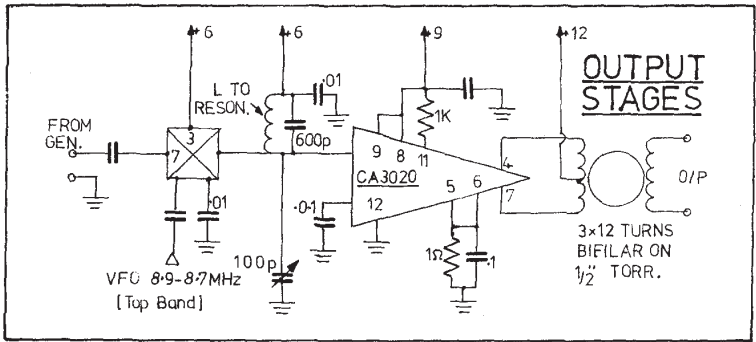 +6
+6
+9
+12
OUTPUT
STAGES
L TO
RESON.
.01
FROM
GEN.
3
7
600p
1K
9
8
11
4
CA3020
7
O/P
.01
.0.1
12
5
6
3×12 TURNS
BIFILAR ON
1/2" TORR.
100p
1Ω
.1
VFO 8.9-8.7MHz
[Top Band]